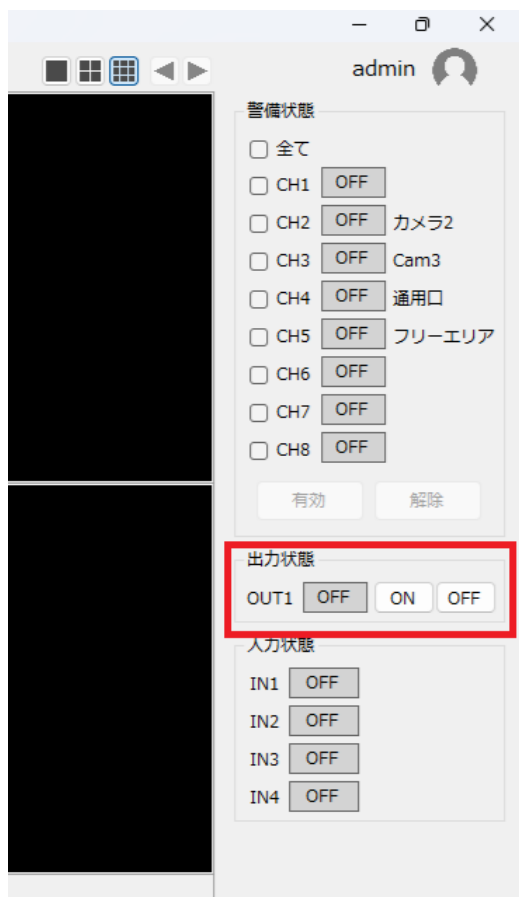 admin
警備状態
全て
CH1 OFF
CH2 OFF カメラ2
CH3 OFF Cam3
CH4 OFF 通用口
CH5 OFF フリーエリア
CH6 OFF
CH7 OFF
CH8 OFF
有効 解除
出力状態
OUT1 OFF ON OFF
入力状態
IN1 OFF
IN2 OFF
IN3 OFF
IN4 OFF